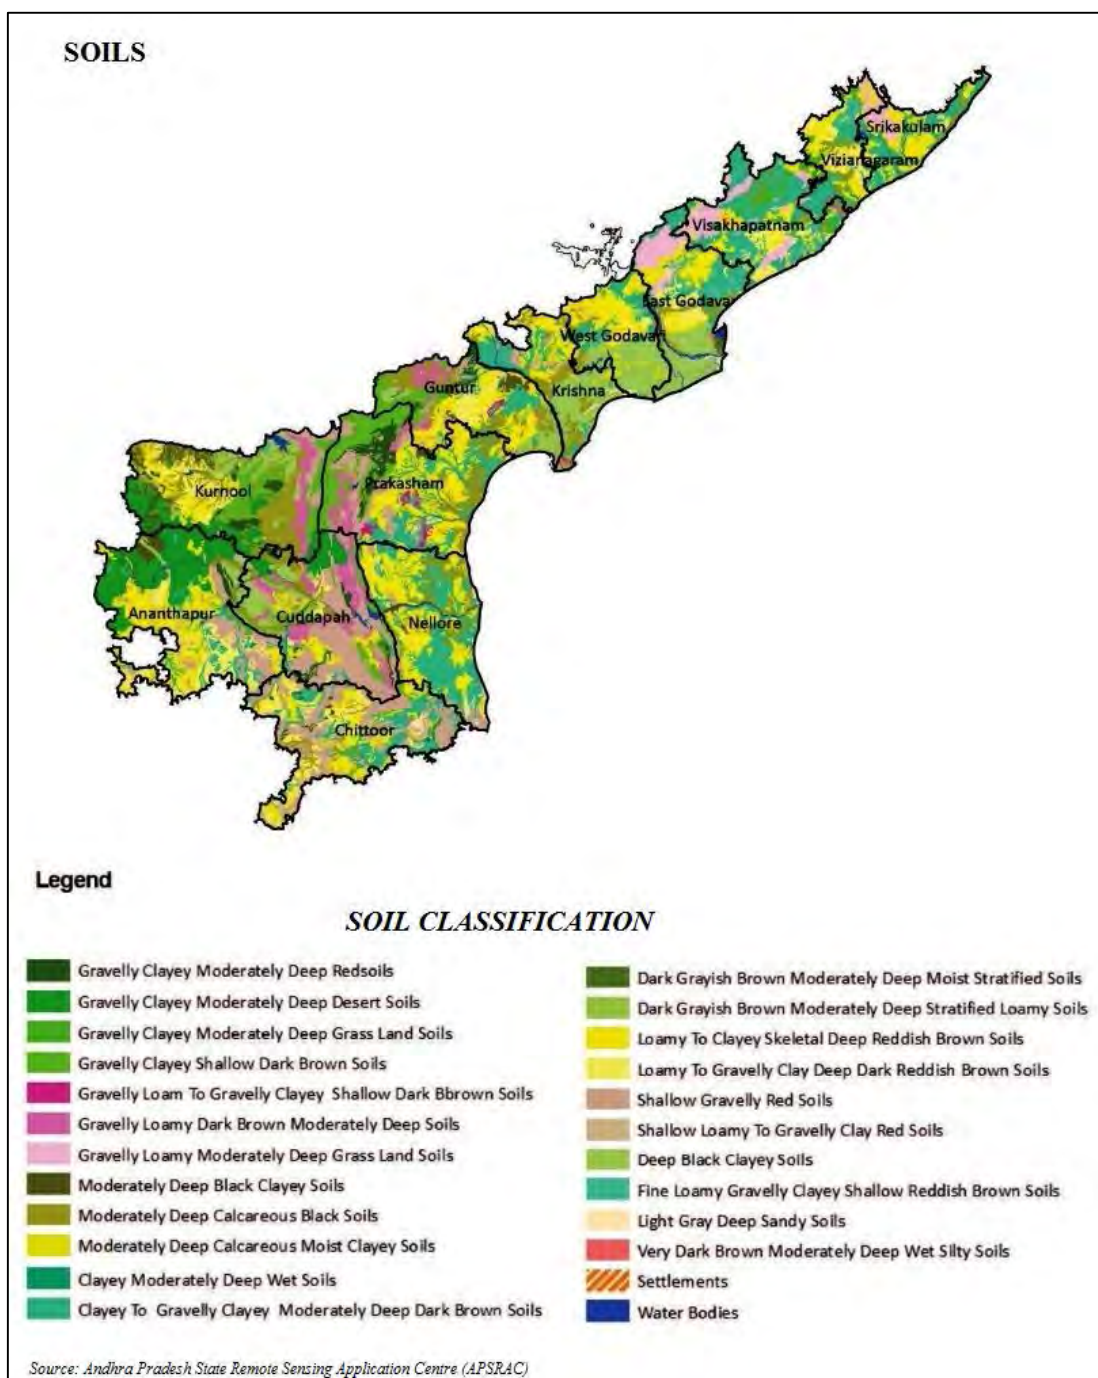 SOILS
Srikakulam
Vizianagaram
Visakhapatnam
East Godavari
West Godavari
Krishna
Guntur
Prakasham
Kurnool
Ananthapur
Cuddapah
Nellore
Chittoor
Legend
SOIL CLASSIFICATION
Gravelly Clayey Moderately Deep Redsoils
Gravelly Clayey Moderately Deep Desert Soils
Gravelly Clayey Moderately Deep Grass Land Soils
Gravelly Clayey Shallow Dark Brown Soils
Gravelly Loam To Gravelly Clayey Shallow Dark Bbrown Soils
Gravelly Loamy Dark Brown Moderately Deep Soils
Gravelly Loamy Moderately Deep Grass Land Soils
Moderately Deep Black Clayey Soils
Moderately Deep Calcareous Black Soils
Moderately Deep Calcareous Moist Clayey Soils
Clayey Moderately Deep Wet Soils
Clayey To Gravelly Clayey Moderately Deep Dark Brown Soils
Dark Grayish Brown Moderately Deep Moist Stratified Soils
Dark Grayish Brown Moderately Deep Stratified Loamy Soils
Loamy To Clayey Skeletal Deep Reddish Brown Soils
Loamy To Gravelly Clay Deep Dark Reddish Brown Soils
Shallow Gravelly Red Soils
Shallow Loamy To Gravelly Clay Red Soils
Deep Black Clayey Soils
Fine Loamy Gravelly Clayey Shallow Reddish Brown Soils
Light Gray Deep Sandy Soils
Very Dark Brown Moderately Deep Wet Silty Soils
Settlements
Water Bodies
Source: Andhra Pradesh State Remote Sensing Application Centre (APSRAC)